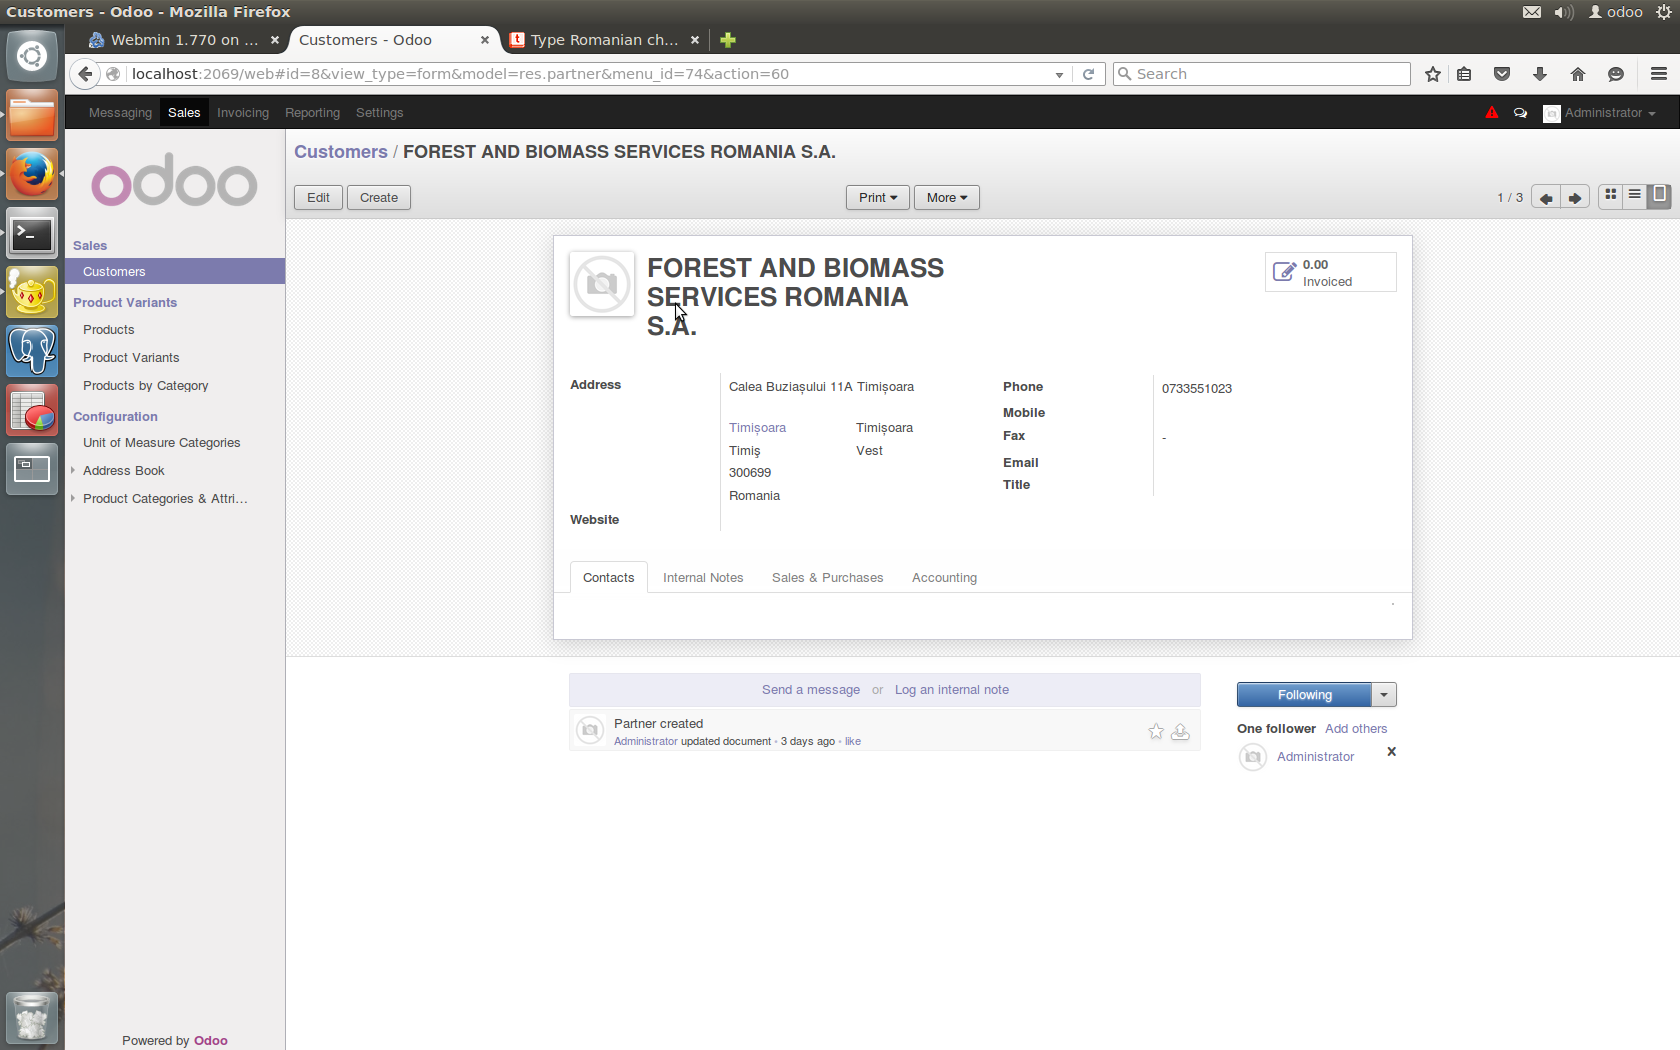 Customers - Odoo - Mozilla Firefox
odoo
Webmin 1.770 on ...
Customers - Odoo
Type Romanian ch...
localhost:2069/web#id=8&view_type=form&model=res.partner&menu_id=74&action=60
Search
Messaging Sales Invoicing Reporting Settings
Administrator
odoo
Customers / FOREST AND BIOMASS SERVICES ROMANIA S.A.
Edit Create
Print More
1 / 3
Sales
Customers
Product Variants
Products
Product Variants
Products by Category
Configuration
Unit of Measure Categories
Address Book
Product Categories & Attri...
Powered by Odoo
FOREST AND BIOMASS
SERVICES ROMANIA
S.A.
0.00
Invoiced
Address
Calea Buziașului 11A Timișoara
Timișoara Timișoara
Timiş Vest
300699
Romania
Website
Phone 0733551023
Mobile
Fax -
Email
Title
Contacts Internal Notes Sales & Purchases Accounting
Send a message or Log an internal note
Partner created
Administrator updated document • 3 days ago • like
Following
One follower Add others
Administrator x